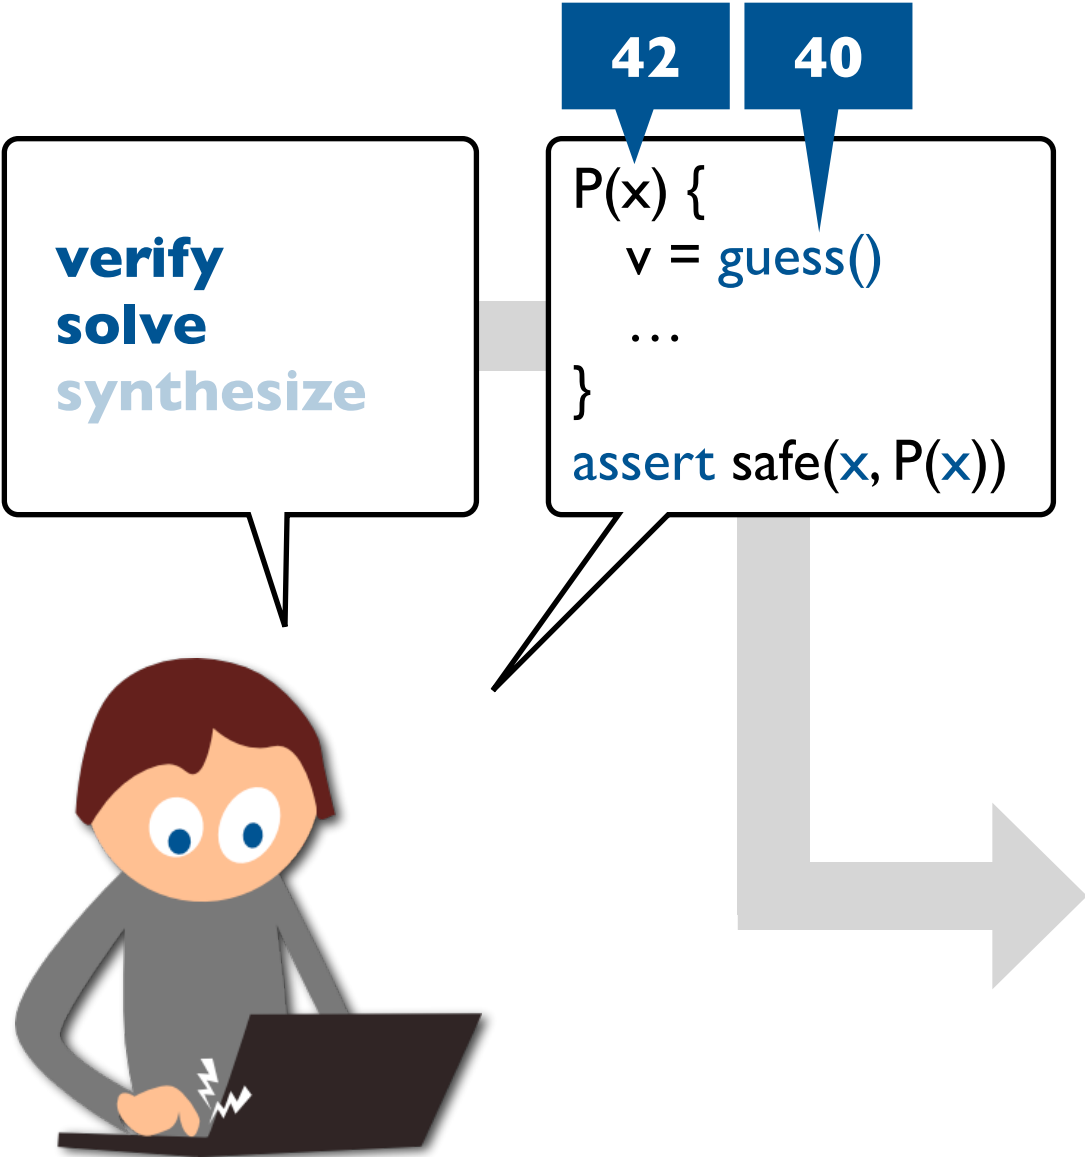 42
40
verify
solve
synthesize
P(x) {
v = guess()
…
}
assert safe(x, P(x))